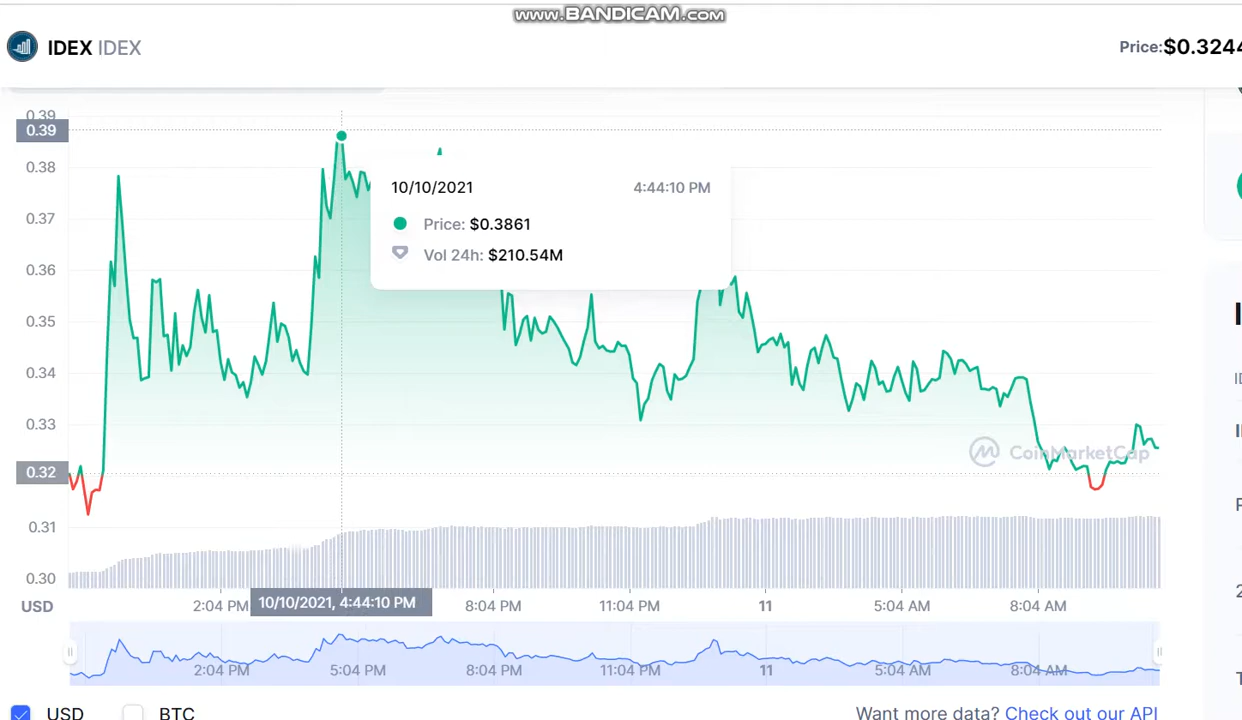 www.BANDICAM.com
IDEX IDEX
Price:$0.3244
0.39
0.39
0.38
10/10/2021 4:44:10 PM
0.37
Price: $0.3861
Vol 24h: $210.54M
0.36
0.35
0.34
0.33
CoinMarketCap
0.32
0.31
0.30
USD 2:04 PM 10/10/2021, 4:44:10 PM 8:04 PM 11:04 PM 11 5:04 AM 8:04 AM
2:04 PM 5:04 PM 8:04 PM 11:04 PM 11 5:04 AM 8:04 AM
USD BTC Want more data? Check out our API